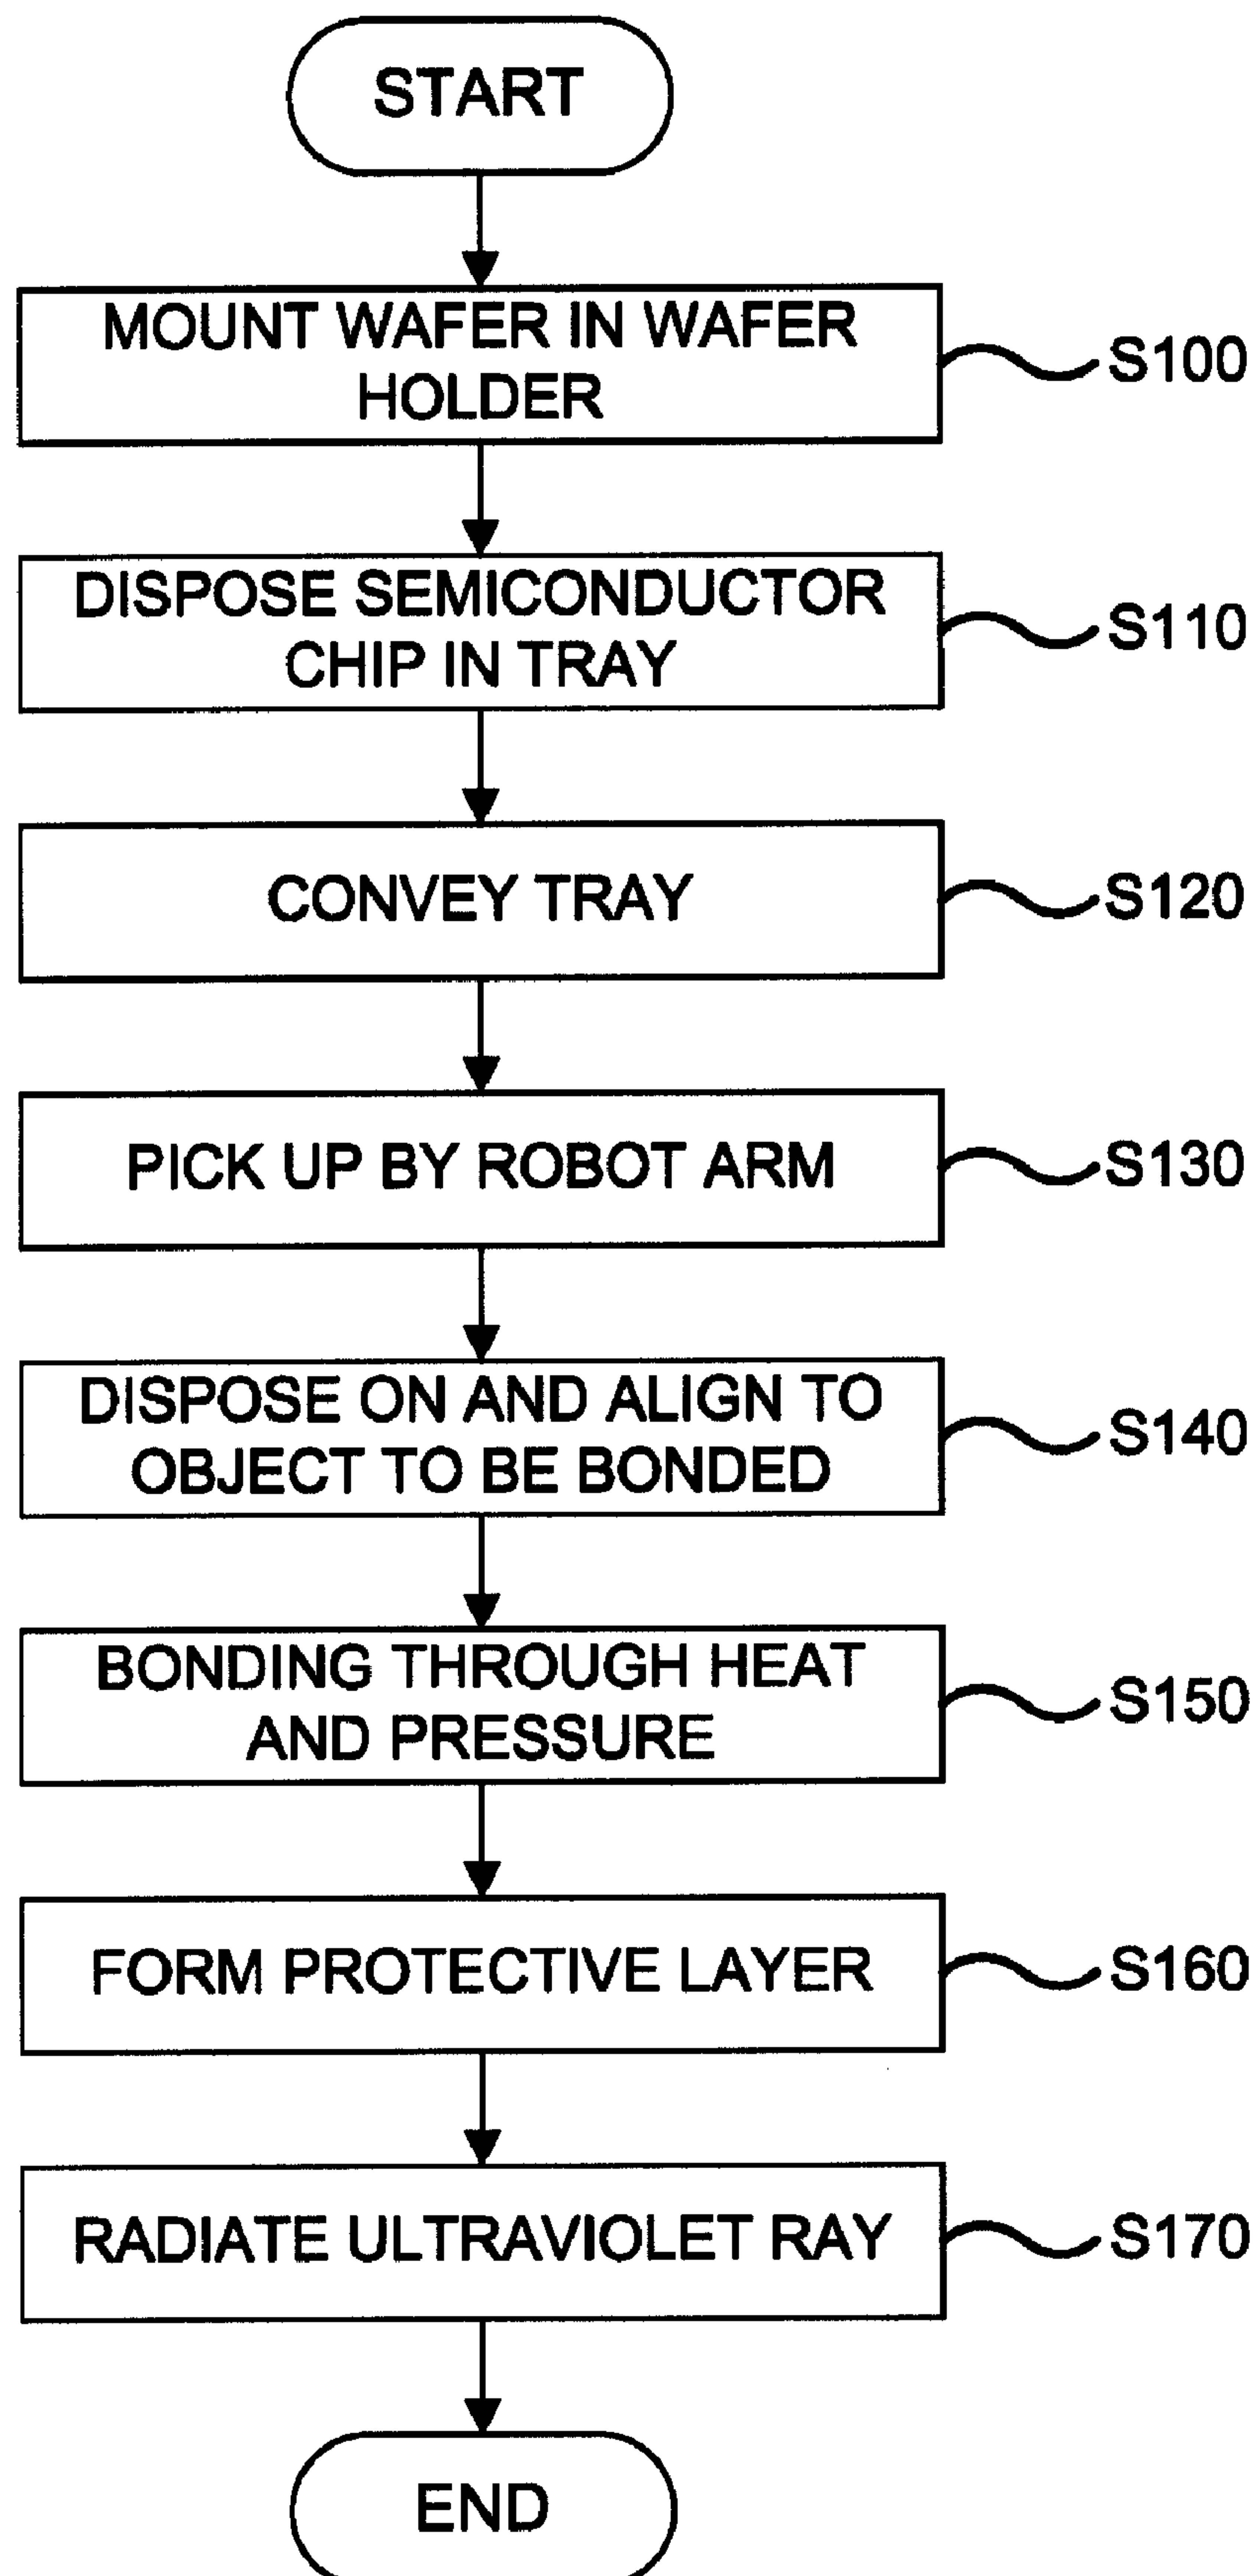 START
MOUNT WAFER IN WAFER
HOLDER
S100
DISPOSE SEMICONDUCTOR
CHIP IN TRAY
S110
CONVEY TRAY
S120
PICK UP BY ROBOT ARM
S130
DISPOSE ON AND ALIGN TO
OBJECT TO BE BONDED
S140
BONDING THROUGH HEAT
AND PRESSURE
S150
FORM PROTECTIVE LAYER
S160
RADIATE ULTRAVIOLET RAY
S170
END